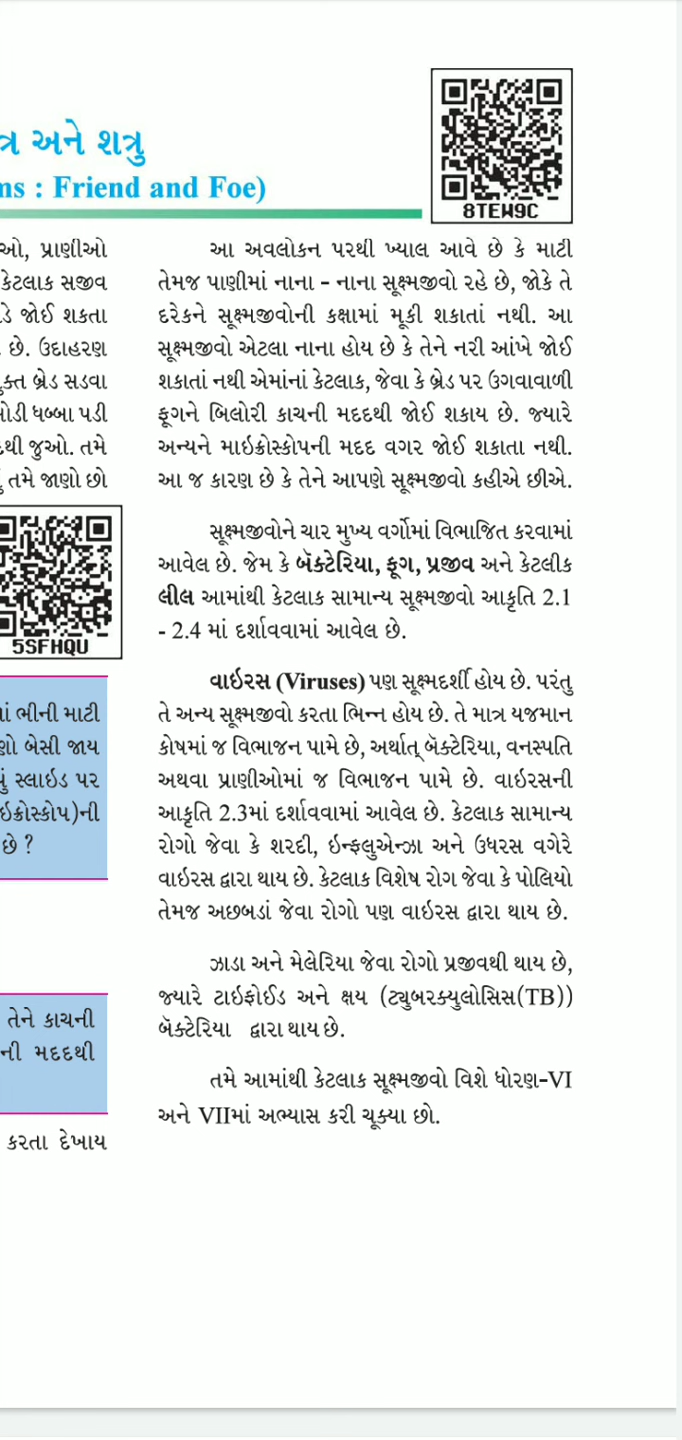 ત્ર અને શત્રુ
ms : Friend and Foe)
8TEW9C
ઓ, પ્રાણીઓ
કેટલાક સજીવ
ડે જોઈ શકતા
છે. ઉદાહરણ
ક્ત બ્રેડ સડવા
ધબ્બા પડી
થી જુઓ. તમે
તમે જાણો છો
5SFHQU
માં ભીની માટી
ણો બેસી જાય
સ્લાઇડ પર
ઇક્રોસ્કોપ)ની
છે ?
તેને કાચની
ની મદદથી
કરતા દેખાય
આ અવલોકન પરથી ખ્યાલ આવે છે કે માટી
તેમજ પાણીમાં નાના - નાના સૂક્ષ્મજીવો રહે છે, જોકે તે
દરેકને સૂક્ષ્મજીવોની કક્ષામાં મૂકી શકાતાં નથી. આ
સૂક્ષ્મજીવો એટલા નાના હોય છે કે તેને નરી આંખે જોઈ
શકાતાં નથી એમાંનાં કેટલાક, જેવા કે બ્રેડ પર ઉગવાવાળી
ફૂગને બિલોરી કાચની મદદથી જોઈ શકાય છે. જ્યારે
અન્યને માઇક્રોસ્કોપની મદદ વગર જોઈ શકાતા નથી.
આ જ કારણ છે કે તેને આપણે સૂક્ષ્મજીવો કહીએ છીએ.
સૂક્ષ્મજીવોને ચાર મુખ્ય વર્ગોમાં વિભાજિત કરવામાં
આવેલ છે. જેમ કે બૅક્ટેરિયા, ફૂગ, પ્રજીવ અને કેટલીક
લીલ આમાંથી કેટલાક સામાન્ય સૂક્ષ્મજીવો આકૃતિ 2.1
- 2.4 માં દર્શાવવામાં આવેલ છે.
વાઇરસ (Viruses) પણ સૂક્ષ્મદર્શી હોય છે. પરંતુ
તે અન્ય સૂક્ષ્મજીવો કરતા ભિન્ન હોય છે. તે માત્ર યજમાન
કોષમાં જ વિભાજન પામે છે, અર્થાત્ બૅક્ટેરિયા, વનસ્પતિ
અથવા પ્રાણીઓમાં જ વિભાજન પામે છે. વાઇરસની
આકૃતિ 2.3માં દર્શાવવામાં આવેલ છે. કેટલાક સામાન્ય
રોગો જેવા કે શરદી, ઇન્ફ્લુએન્ઝા અને ઉધરસ વગેરે
વાઇરસ દ્વારા થાય છે. કેટલાક વિશેષ રોગ જેવા કે પોલિયો
તેમજ અછબડાં જેવા રોગો પણ વાઇરસ દ્વારા થાય છે.
ઝાડા અને મેલેરિયા જેવા રોગો પ્રજીવથી થાય છે,
જ્યારે ટાઇફોઈડ અને ક્ષય (ટ્યુબરક્યુલોસિસ(TB))
બૅક્ટેરિયા દ્વારા થાય છે.
તમે આમાંથી કેટલાક સૂક્ષ્મજીવો વિશે ધોરણ-VI
અને VIIમાં અભ્યાસ કરી ચૂક્યા છો.